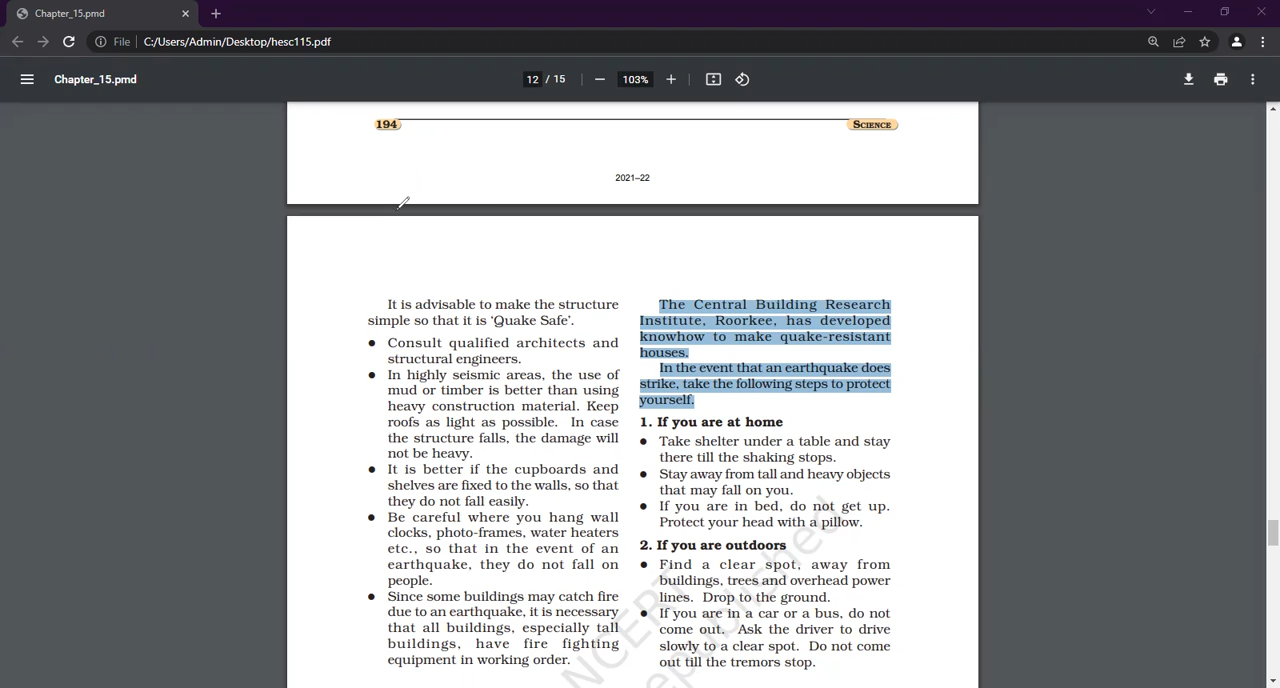 Chapter_15.pmd
File
C:/Users/Admin/Desktop/hesc115.pdf
Chapter_15.pmd
12 / 15
103%
194
SCIENCE
2021–22
It is advisable to make the structure
simple so that it is ‘Quake Safe’.
● Consult qualified architects and
structural engineers.
● In highly seismic areas, the use of
mud or timber is better than using
heavy construction material. Keep
roofs as light as possible. In case
the structure falls, the damage will
not be heavy.
● It is better if the cupboards and
shelves are fixed to the walls, so that
they do not fall easily.
● Be careful where you hang wall
clocks, photo-frames, water heaters
etc., so that in the event of an
earthquake, they do not fall on
people.
● Since some buildings may catch fire
due to an earthquake, it is necessary
that all buildings, especially tall
buildings, have fire fighting
equipment in working order.
The Central Building Research
Institute, Roorkee, has developed
knowhow to make quake-resistant
houses.
In the event that an earthquake does
strike, take the following steps to protect
yourself.
1. If you are at home
● Take shelter under a table and stay
there till the shaking stops.
● Stay away from tall and heavy objects
that may fall on you.
● If you are in bed, do not get up.
Protect your head with a pillow.
2. If you are outdoors
● Find a clear spot, away from
buildings, trees and overhead power
lines. Drop to the ground.
● If you are in a car or a bus, do not
come out. Ask the driver to drive
slowly to a clear spot. Do not come
out till the tremors stop.
NCERT
republished